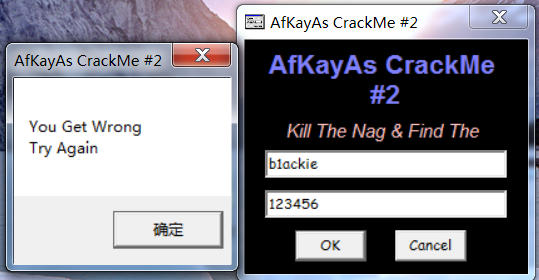 AfKayAs CrackMe #2
You Get Wrong
Try Again
确定
AfKayAs CrackMe #2
AfKayAs CrackMe
#2
Kill The Nag & Find The
b1ackie
123456
OK
Cancel